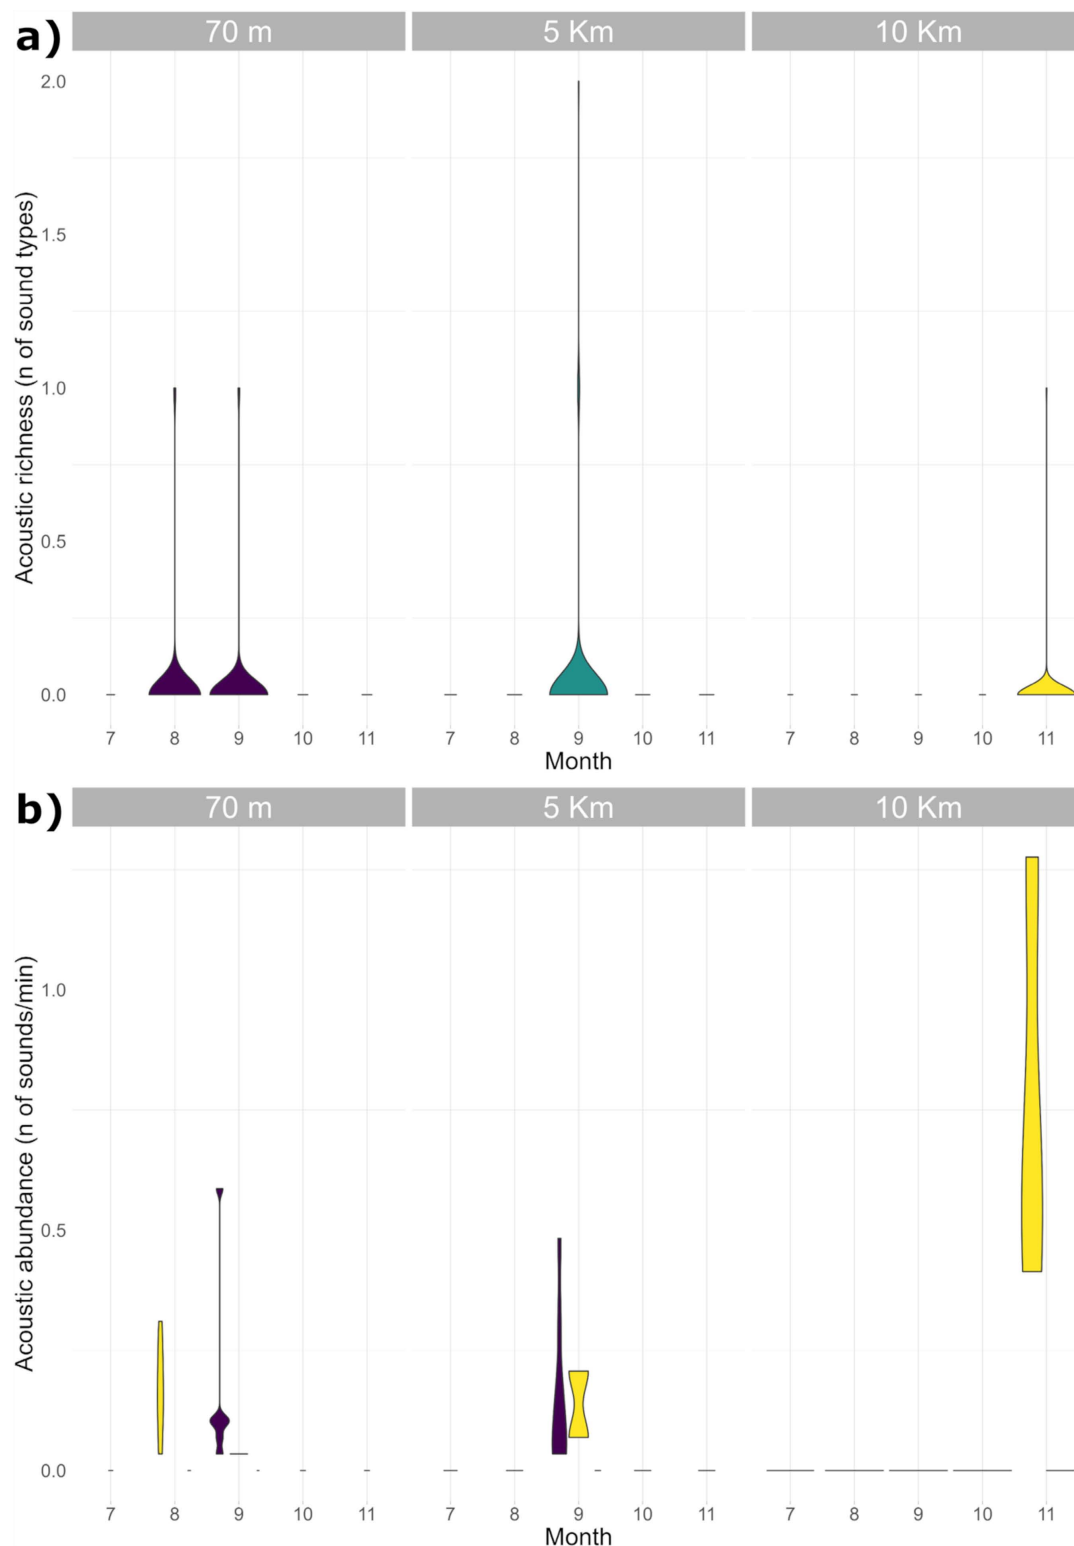 a)
70 m 5 Km 10 Km
Acoustic richness (n of sound types)
2.0
1.5
1.0
0.5
0.0
7 8 9 10 11 7 8 9 10 11 7 8 9 10 11
Month
b)
70 m 5 Km 10 Km
Acoustic abundance (n of sounds/min)
1.0
0.5
0.0
7 8 9 10 11 7 8 9 10 11 7 8 9 10 11
Month